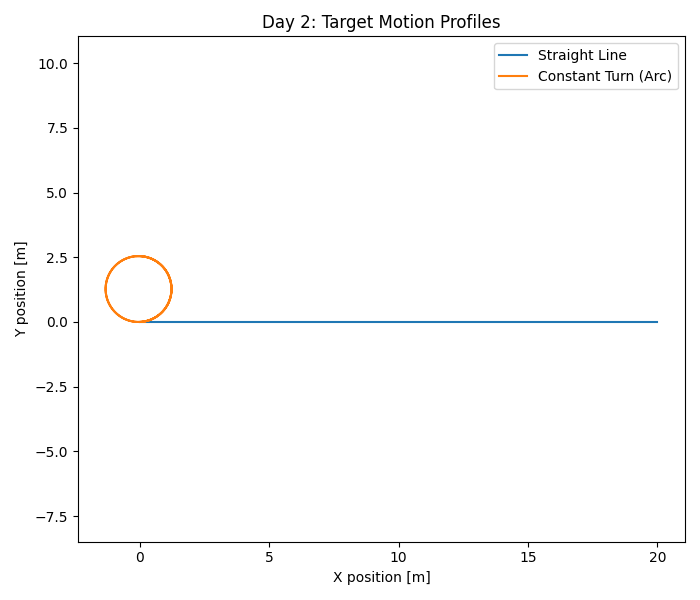 Day 2: Target Motion Profiles
Straight Line
Constant Turn (Arc)
10.0
7.5
5.0
2.5
0.0
−2.5
−5.0
−7.5
Y position [m]
0 5 10 15 20
X position [m]